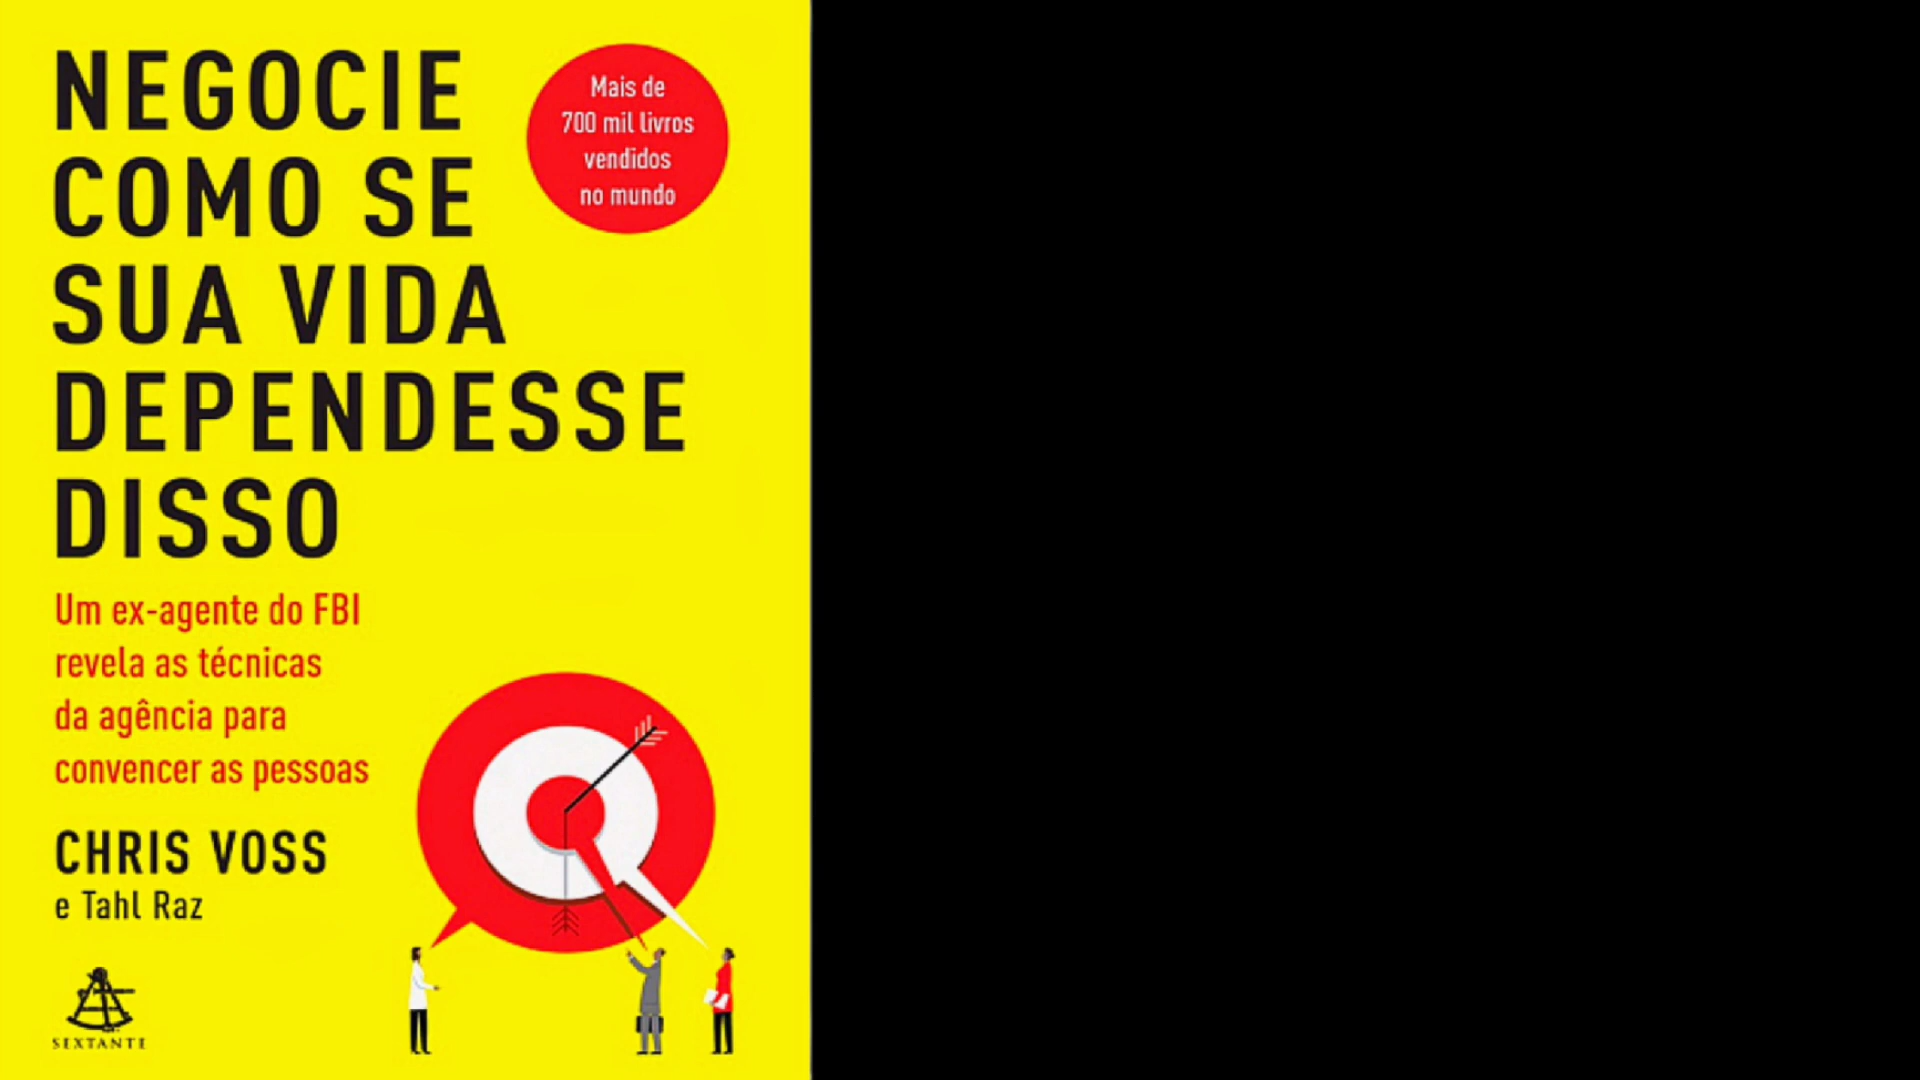 NEGOCIE
COMO SE
SUA VIDA
DEPENDESSE
DISSO
Mais de
700 mil livros
vendidos
no mundo
Um ex-agente do FBI
revela as técnicas
da agência para
convencer as pessoas
CHRIS VOSS
e Tahl Raz
SEXTANTE